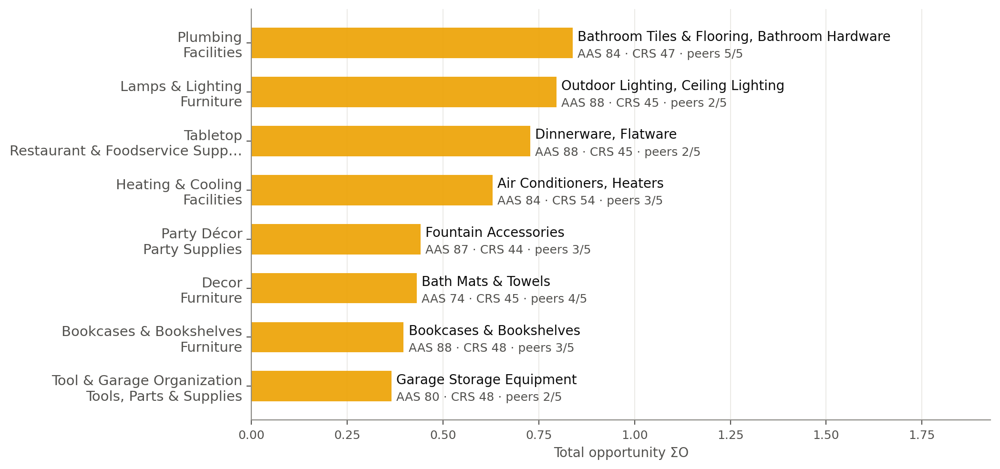 Plumbing
Facilities
Bathroom Tiles & Flooring, Bathroom Hardware
AAS 84 · CRS 47 · peers 5/5
Lamps & Lighting
Furniture
Outdoor Lighting, Ceiling Lighting
AAS 88 · CRS 45 · peers 2/5
Tabletop
Restaurant & Foodservice Supp…
Dinnerware, Flatware
AAS 88 · CRS 45 · peers 2/5
Heating & Cooling
Facilities
Air Conditioners, Heaters
AAS 84 · CRS 54 · peers 3/5
Party Décor
Party Supplies
Fountain Accessories
AAS 87 · CRS 44 · peers 3/5
Decor
Furniture
Bath Mats & Towels
AAS 74 · CRS 45 · peers 4/5
Bookcases & Bookshelves
Furniture
Bookcases & Bookshelves
AAS 88 · CRS 48 · peers 3/5
Tool & Garage Organization
Tools, Parts & Supplies
Garage Storage Equipment
AAS 80 · CRS 48 · peers 2/5
0.00 0.25 0.50 0.75 1.00 1.25 1.50 1.75
Total opportunity ΣO